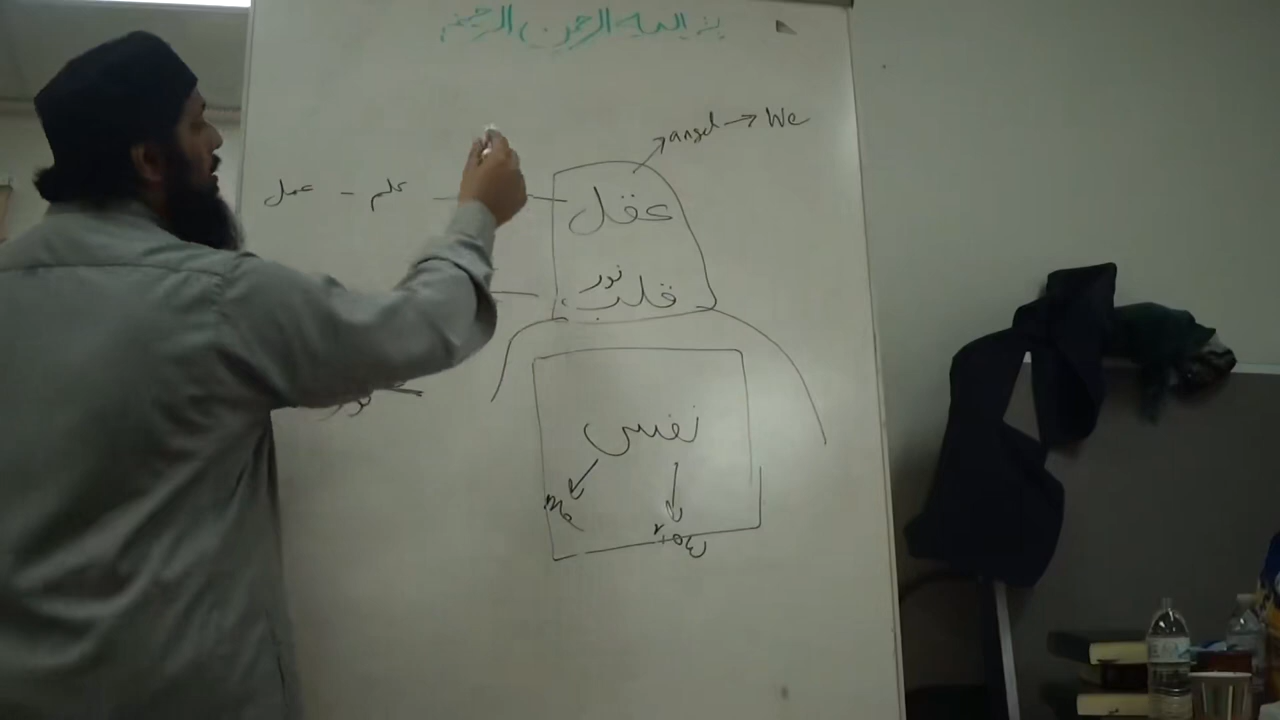 بسم الله الرحمن الرحيم
angel → We
عقل — علم - عمل
نور
قلب
نفس